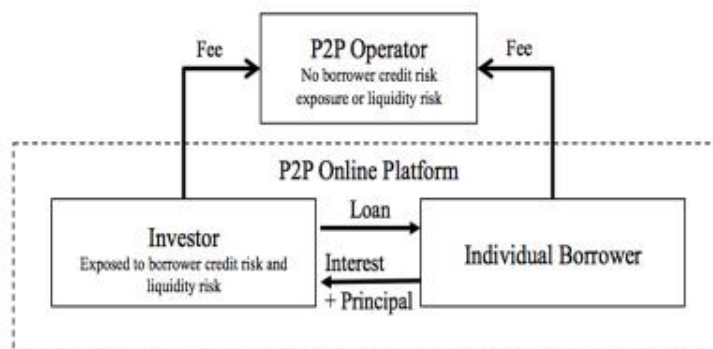 Fee
P2P Operator
Fee
No borrower credit risk
exposure or liquidity risk
P2P Online Platform
Loan
Investor
Exposed to borrower credit risk and
liquidity risk
Interest
+ Principal
Individual Borrower